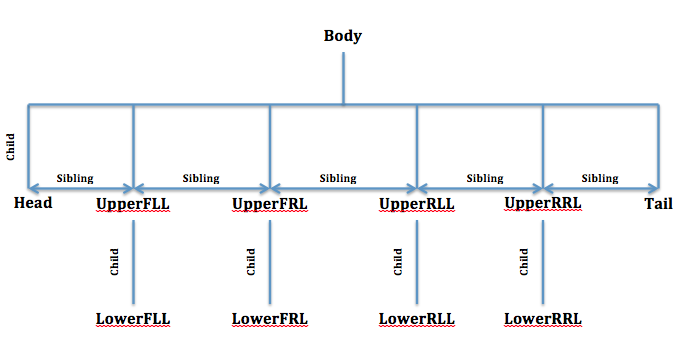 Body
Child
Sibling Sibling Sibling Sibling Sibling
Head UpperFLL UpperFRL UpperRLL UpperRRL Tail
Child Child Child Child
LowerFLL LowerFRL LowerRLL LowerRRL